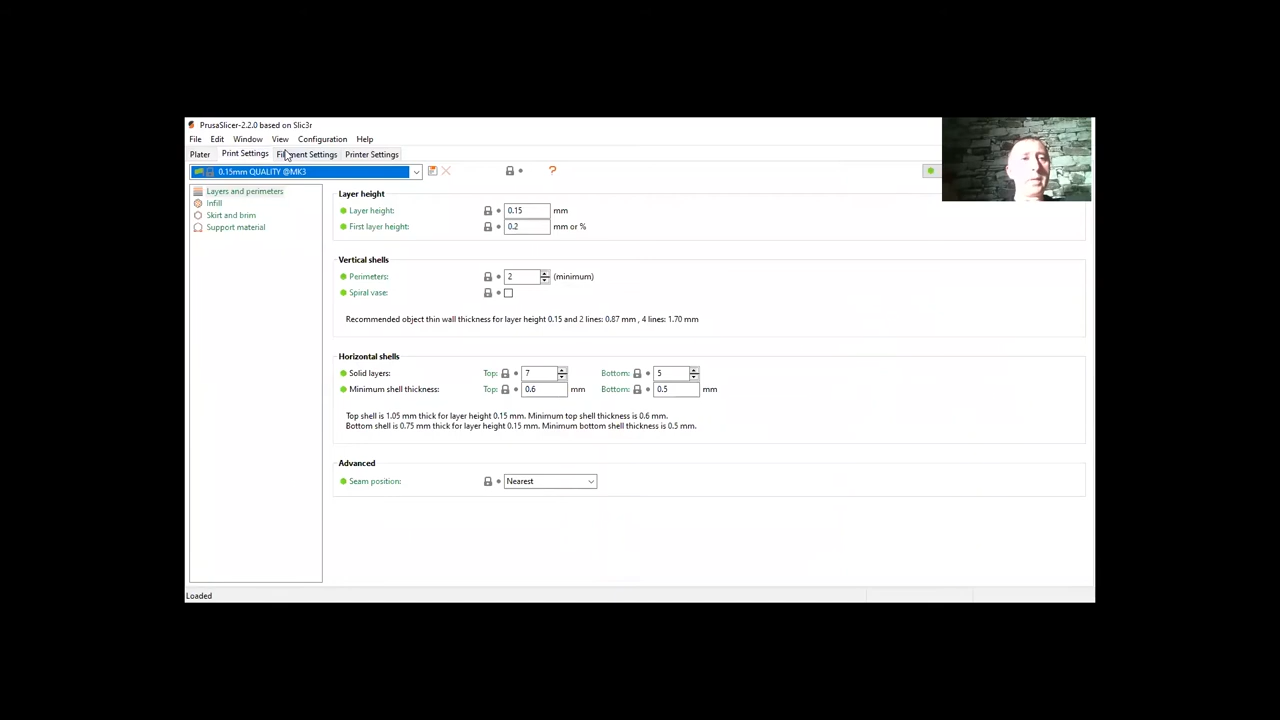 PrusaSlicer-2.2.0 based on Slic3r
File Edit Window View Configuration Help
Plater Print Settings Filament Settings Printer Settings
0.15mm QUALITY @MK3 ?
Layers and perimeters
Infill
Skirt and brim
Support material
Layer height
Layer height: 0.15 mm
First layer height: 0.2 mm or %
Vertical shells
Perimeters: 2 (minimum)
Spiral vase:
Recommended object thin wall thickness for layer height 0.15 and 2 lines: 0.87 mm , 4 lines: 1.70 mm
Horizontal shells
Solid layers: Top: 7 Bottom: 5
Minimum shell thickness: Top: 0.6 mm Bottom: 0.5 mm
Top shell is 1.05 mm thick for layer height 0.15 mm. Minimum top shell thickness is 0.6 mm.
Bottom shell is 0.75 mm thick for layer height 0.15 mm. Minimum bottom shell thickness is 0.5 mm.
Advanced
Seam position: Nearest
Loaded